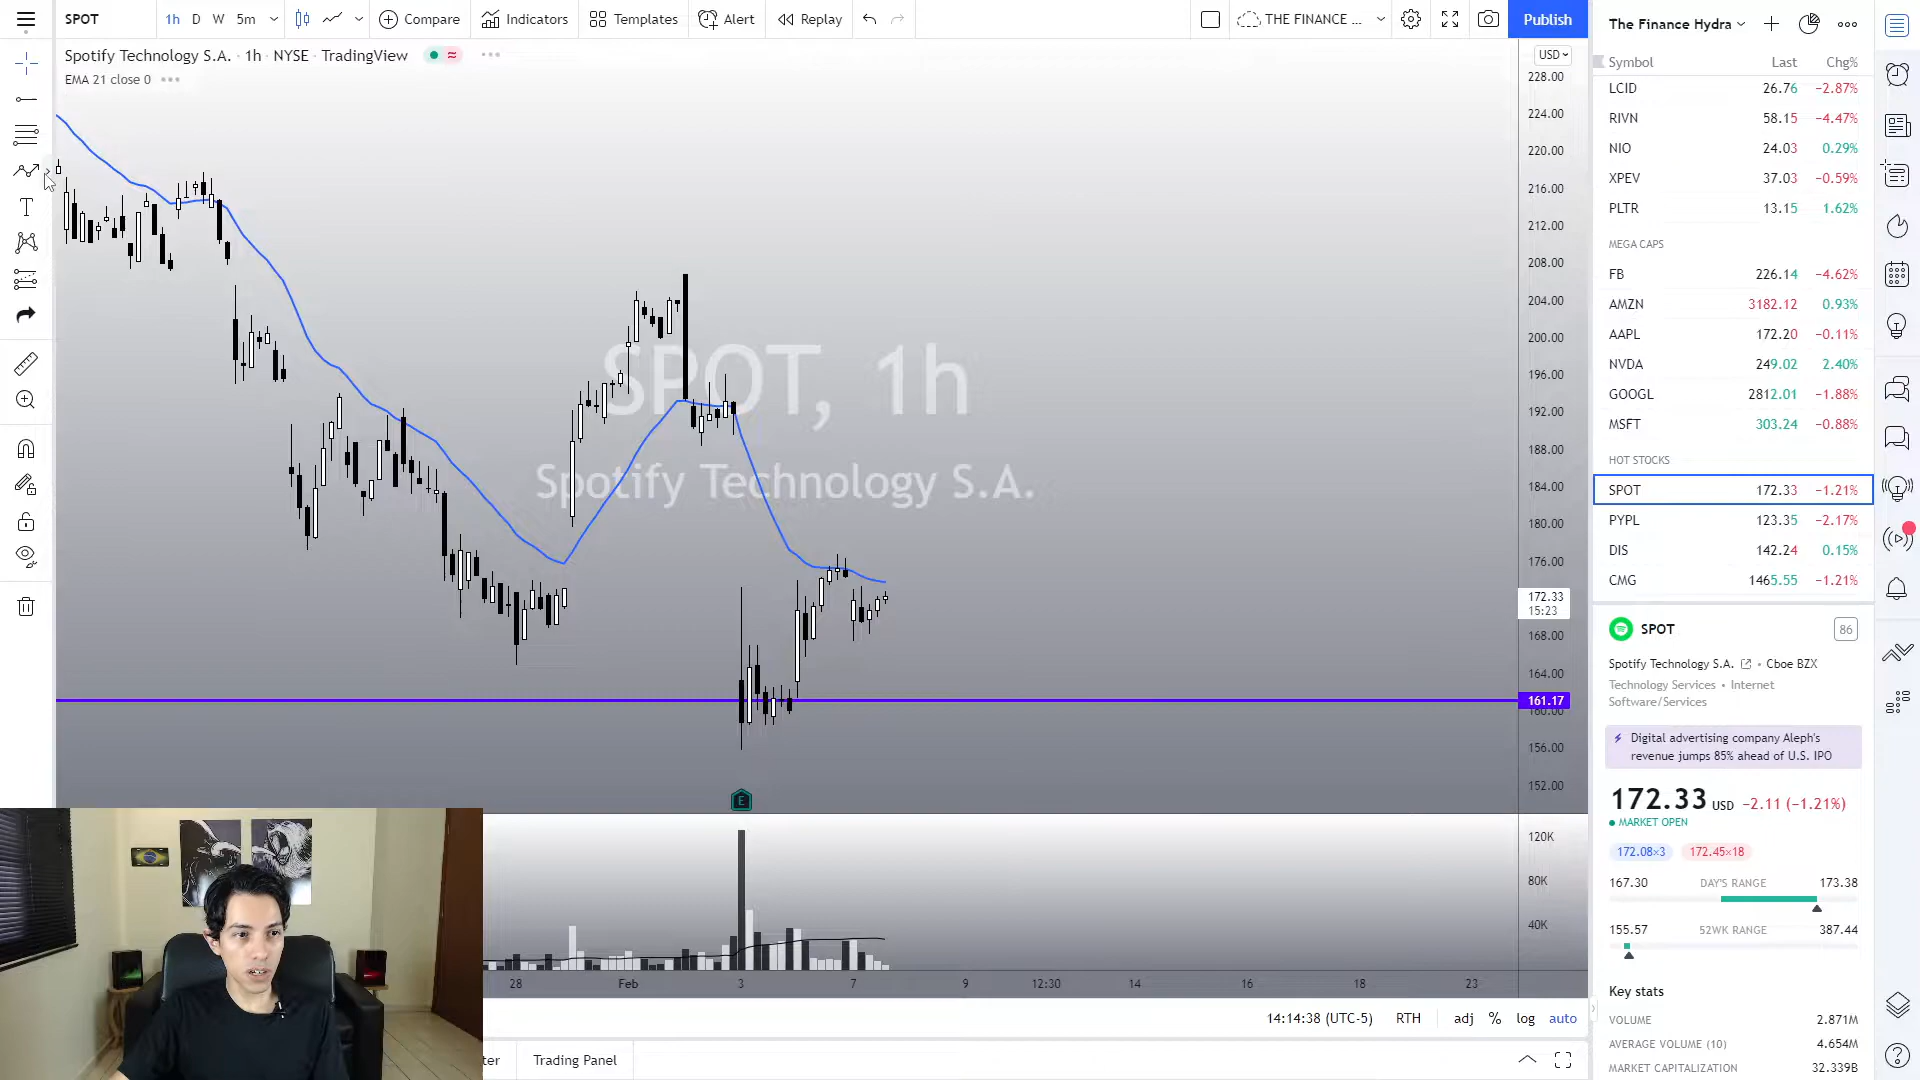 SPOT
1h D W 5m
Compare
Indicators
Templates
Alert
Replay
THE FINANCE ...
Publish
Spotify Technology S.A. · 1h · NYSE · TradingView
EMA 21 close 0
USD
228.00
224.00
220.00
216.00
212.00
208.00
204.00
200.00
196.00
192.00
188.00
184.00
180.00
176.00
172.33
15:23
168.00
164.00
161.17
160.00
156.00
152.00
SPOT, 1h
Spotify Technology S.A.
E
120K
80K
40K
28 Feb 3 7 9 12:30 14 16 18 23
14:14:38 (UTC-5) RTH adj % log auto
ter
Trading Panel
The Finance Hydra
Symbol Last Chg%
LCID 26.76 −2.87%
RIVN 58.15 −4.47%
NIO 24.03 0.29%
XPEV 37.03 −0.59%
PLTR 13.15 1.62%
MEGA CAPS
FB 226.14 −4.62%
AMZN 3182.12 0.93%
AAPL 172.20 −0.11%
NVDA 249.02 2.40%
GOOGL 2812.01 −1.88%
MSFT 303.24 −0.88%
HOT STOCKS
SPOT 172.33 −1.21%
PYPL 123.35 −2.17%
DIS 142.24 0.15%
CMG 1465.55 −1.21%
SPOT 86
Spotify Technology S.A. • Cboe BZX
Technology Services • Internet
Software/Services
Digital advertising company Aleph's
revenue jumps 85% ahead of U.S. IPO
172.33 USD −2.11 (−1.21%)
MARKET OPEN
172.08×3 172.45×18
167.30 DAY'S RANGE 173.38
155.57 52WK RANGE 387.44
Key stats
VOLUME 2.871M
AVERAGE VOLUME (10) 4.654M
MARKET CAPITALIZATION 32.339B